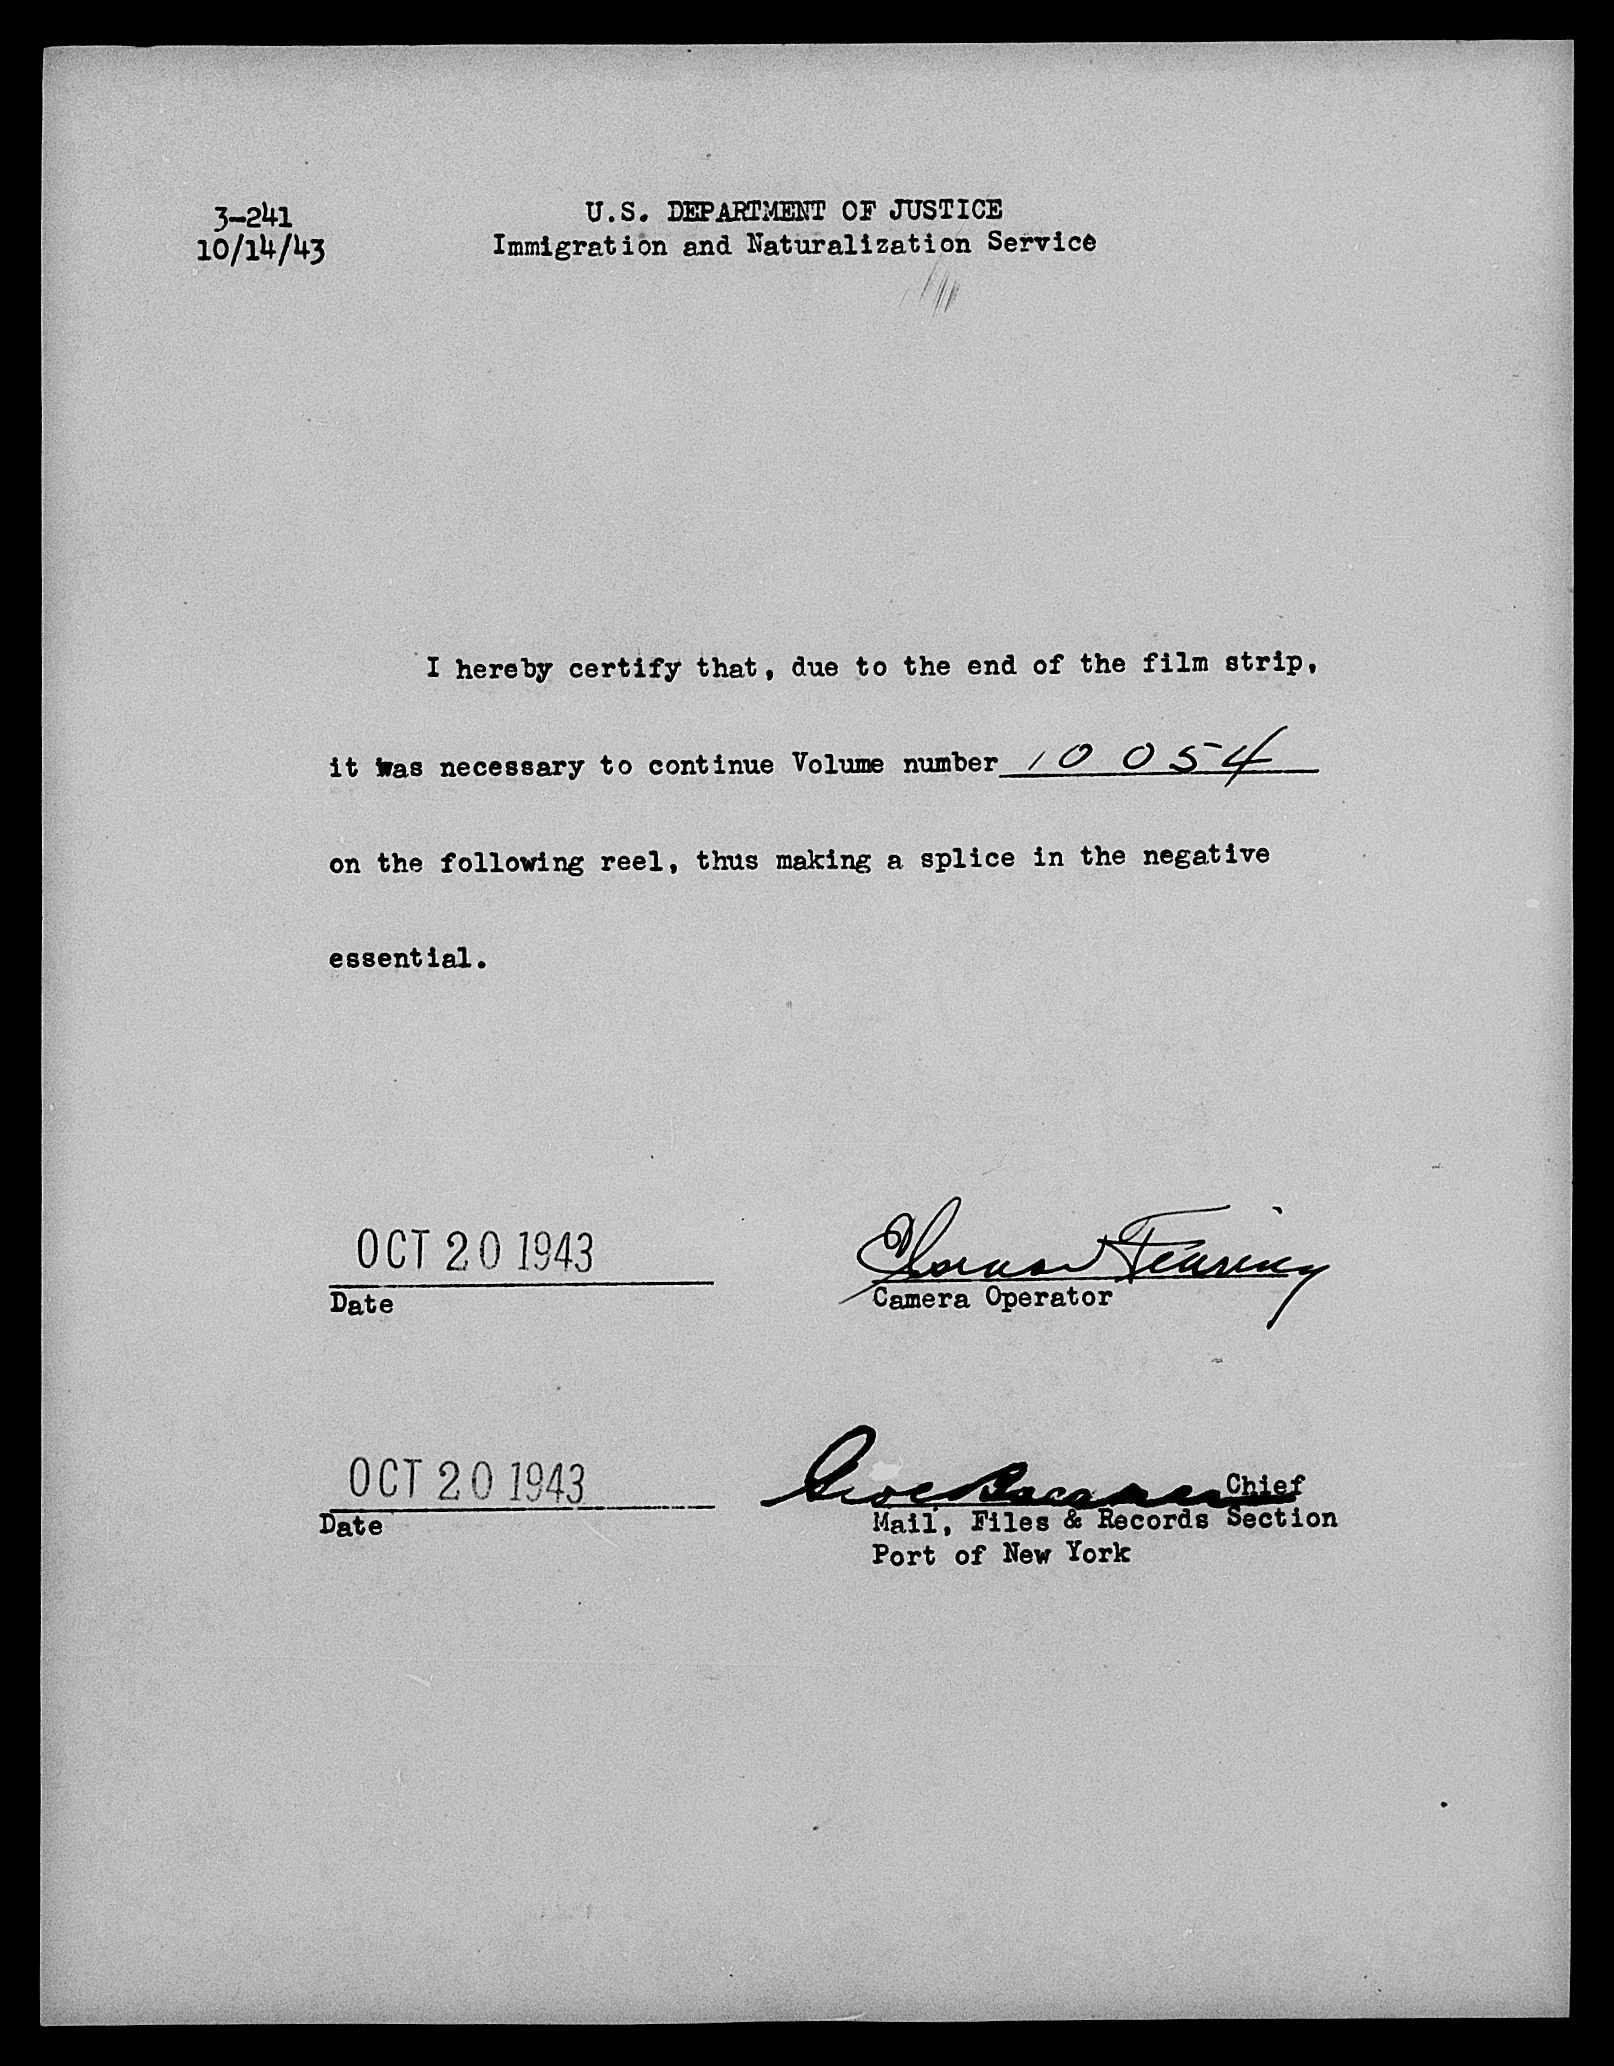 3-241
10/14/43
U.S. DEPARTMENT OF JUSTICE
Immigration and Naturalization Service
I hereby certify that, due to the end of the film strip,
it was necessary to continue Volume number 10 054
on the following reel, thus making a splice in the negative
essential.
OCT 20 1943
Date
Camera Operator
OCT 20 1943
Date
Chief
Mail, Files & Records Section
Port of New York